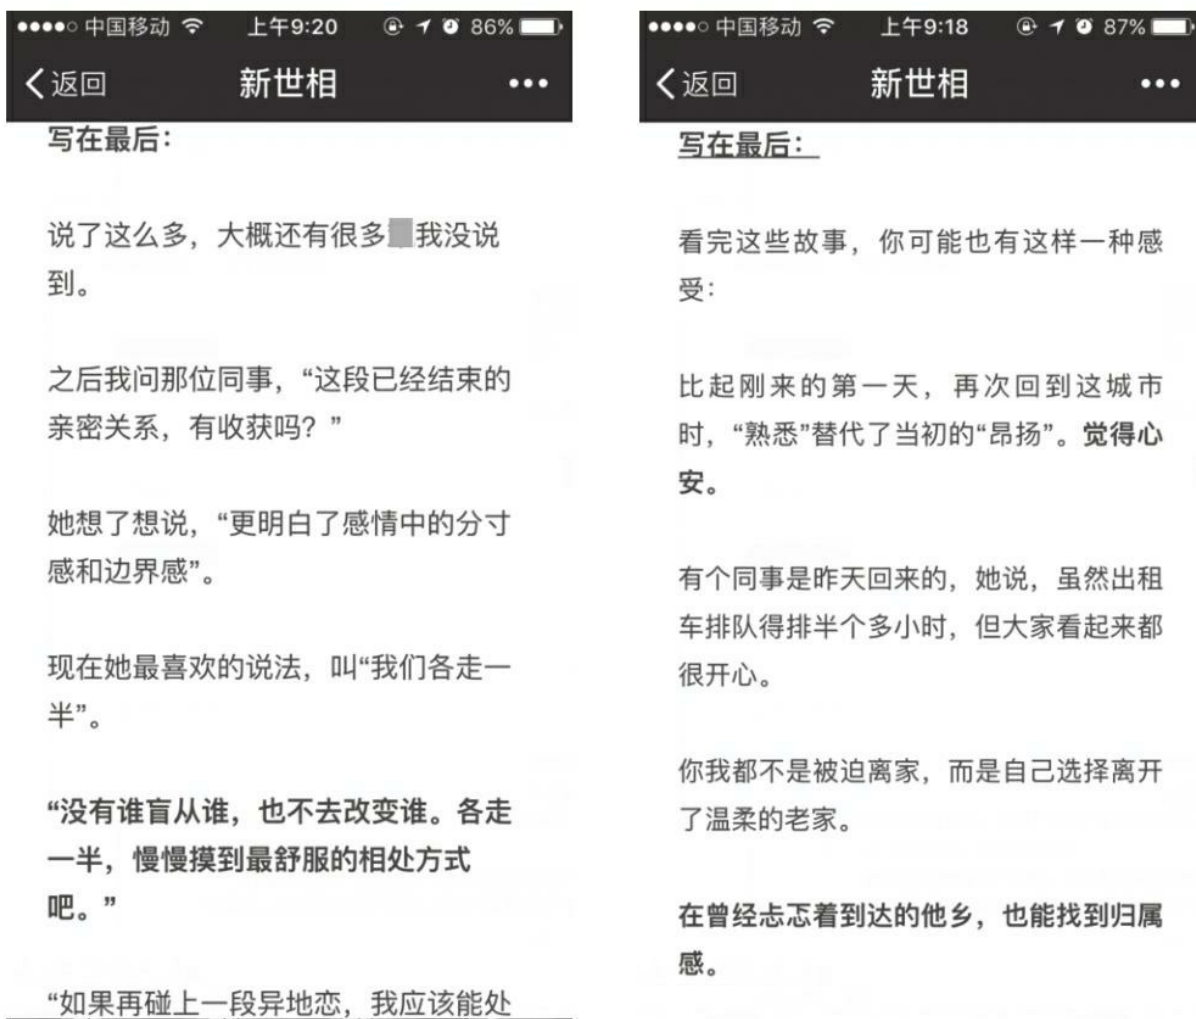 中国移动 上午9:20 86%
返回 新世相
写在最后：
说了这么多，大概还有很多我没说
到。
之后我问那位同事，“这段已经结束的
亲密关系，有收获吗？”
她想了想说，“更明白了感情中的分寸
感和边界感”。
现在她最喜欢的说法，叫“我们各走一
半”。
“没有谁盲从谁，也不去改变谁。各走
一半，慢慢摸到最舒服的相处方式
吧。”
“如果再碰上一段异地恋，我应该能处
中国移动 上午9:18 87%
返回 新世相
写在最后：
看完这些故事，你可能也有这样一种感
受：
比起刚来的第一天，再次回到这城市
时，“熟悉”替代了当初的“昂扬”。觉得心
安。
有个同事是昨天回来的，她说，虽然出租
车排队得排半个多小时，但大家看起来都
很开心。
你我都不是被迫离家，而是自己选择离开
了温柔的老家。
在曾经忐忑着到达的他乡，也能找到归属
感。